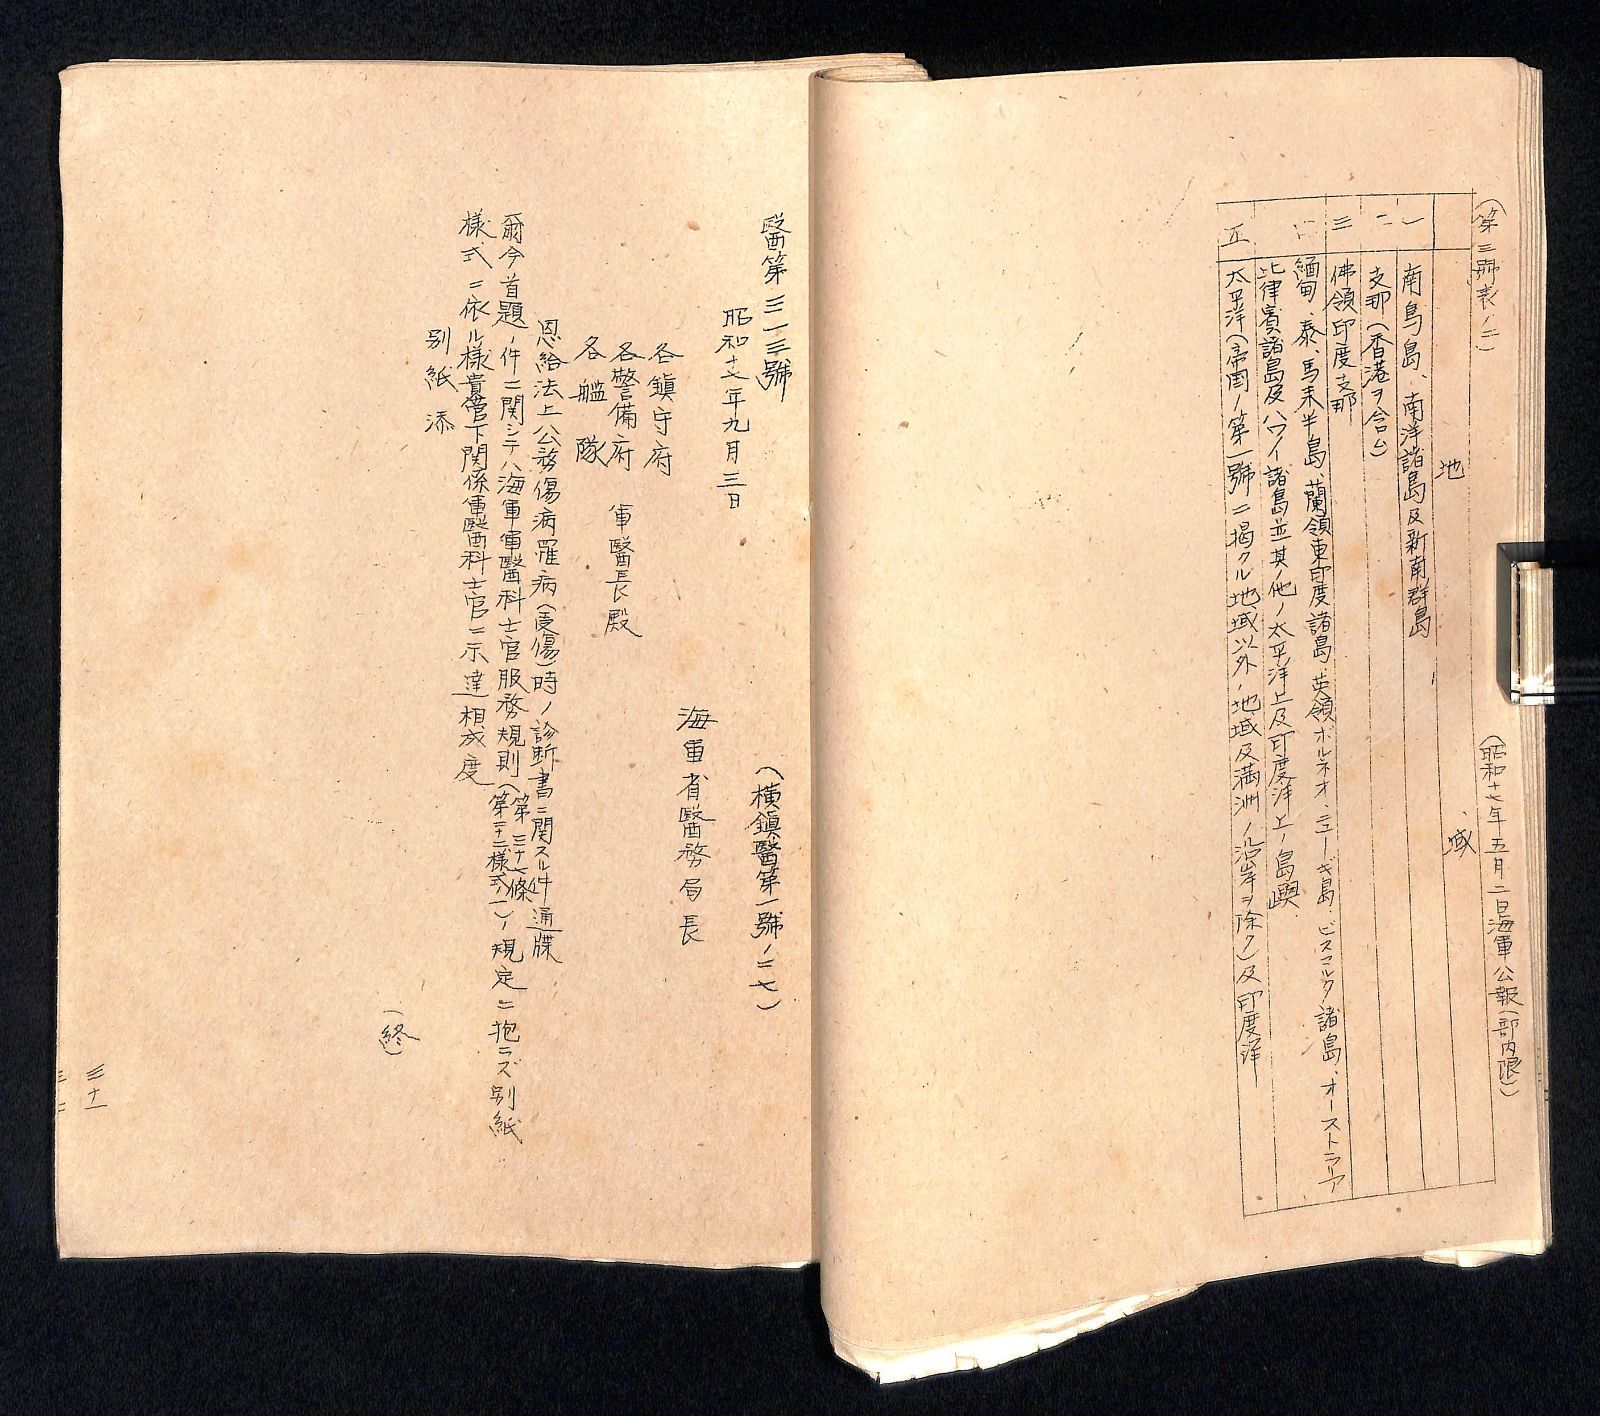 (第三號表ノ二)
(昭和十七年五月二日海軍公報(部内限))
地域
一 南鳥島、南洋諸島及新南群島
二 支那(香港ヲ含ム)
三 佛領印度支那
四 緬甸、泰、馬来半島、蘭領東印度諸島、英領ボルネオ、ニューギ島、ビスマルク諸島、オーストラリア
比律賓諸島及ハワイ諸島並其ノ他ノ太平洋上及印度洋上ノ島嶼
五 太平洋(帝国ノ第一號ニ掲グル地域以外ノ地域及満洲ノ沿岸ヲ除ク)及印度洋
醫第三一三號
(横鎮醫第一號ノ二七)
昭和十七年九月三日
海軍省醫務局長
各鎮守府
各警備府 軍醫長殿
各艦隊
恩給法上公務傷病罹病(受傷)時ノ診断書ニ関スル件通牒
爾今首題ノ件ニ関シテハ海軍軍醫科士官服務規則(第二十七條 第十二様式ノ一)ノ規定ニ拘ラズ別紙
様式ニ依ル様貴管下関係軍醫科士官ニ示達相成度
別紙添
(終)
三十一